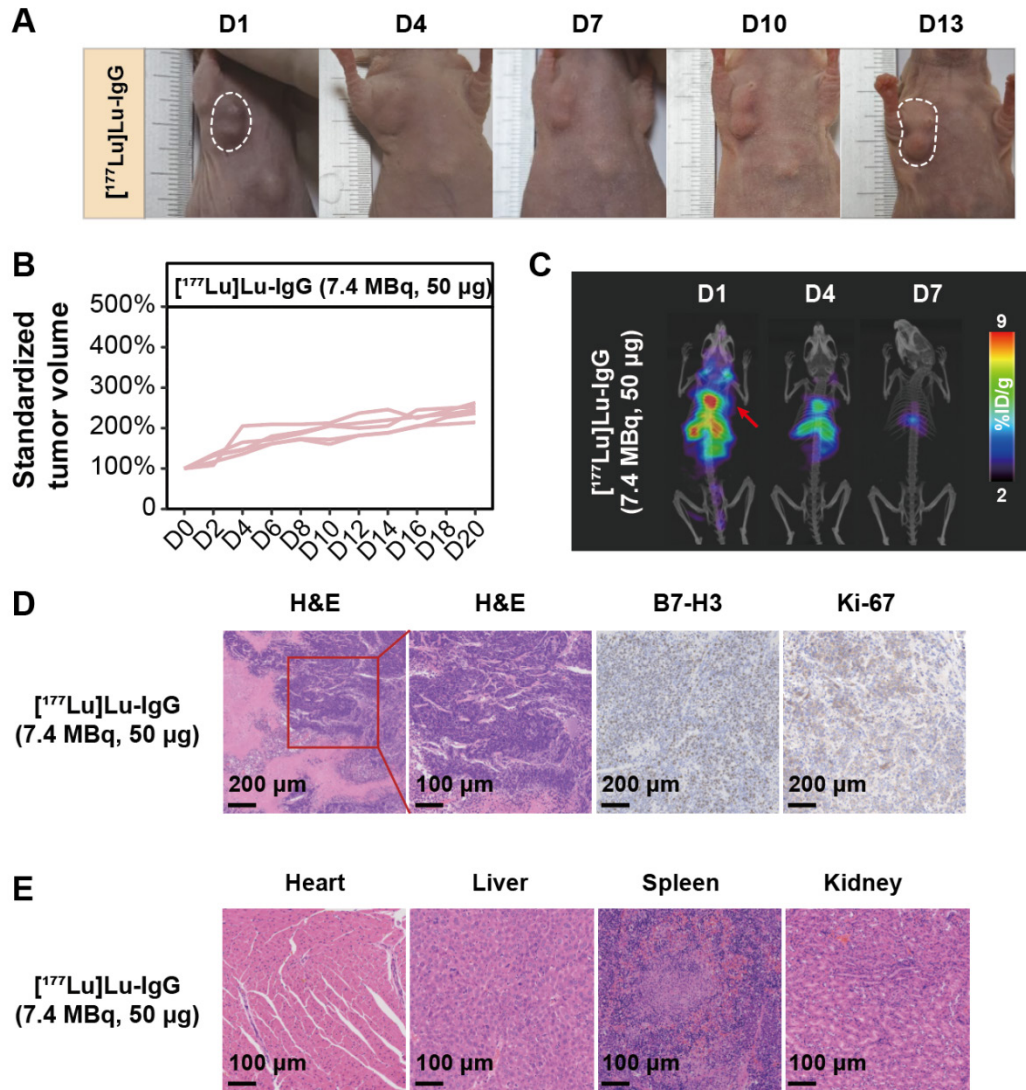 A
D1 D4 D7 D10 D13
[¹⁷⁷Lu]Lu-IgG
B
[¹⁷⁷Lu]Lu-IgG (7.4 MBq, 50 µg)
Standardized
tumor volume
500%
400%
300%
200%
100%
0
D0 D2 D4 D6 D8 D10 D12 D14 D16 D18 D20
C
D1 D4 D7
[¹⁷⁷Lu]Lu-IgG
(7.4 MBq, 50 µg)
9
%ID/g
2
D
H&E H&E B7-H3 Ki-67
[¹⁷⁷Lu]Lu-IgG
(7.4 MBq, 50 µg)
200 µm 100 µm 200 µm 200 µm
E
Heart Liver Spleen Kidney
[¹⁷⁷Lu]Lu-IgG
(7.4 MBq, 50 µg)
100 µm 100 µm 100 µm 100 µm